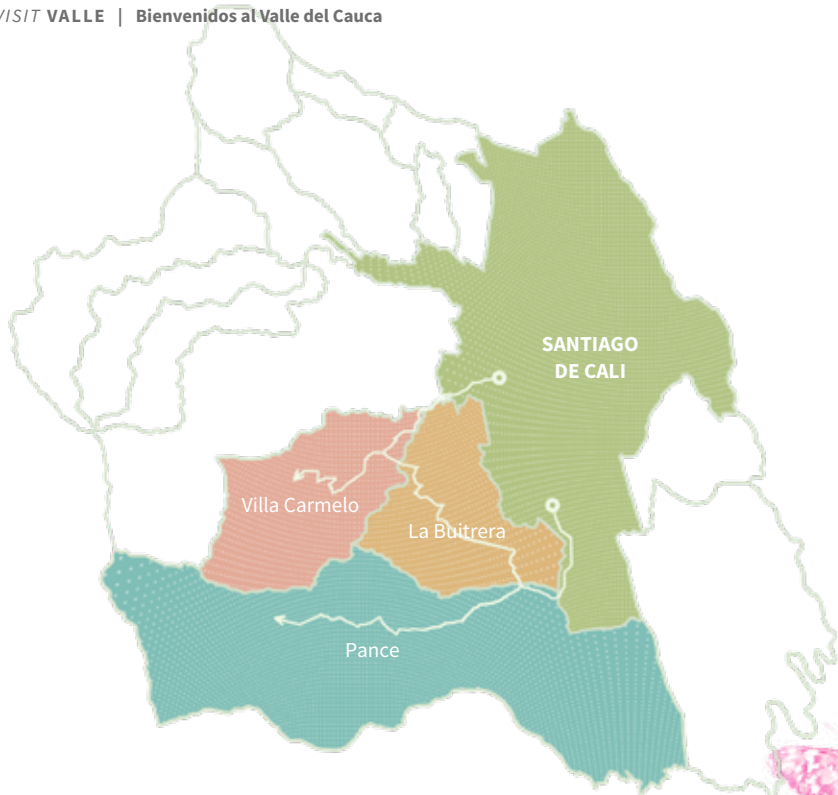 VISIT VALLE | Bienvenidos al Valle del Cauca
SANTIAGO
DE CALI
Villa Carmelo
La Buitrera
Pance